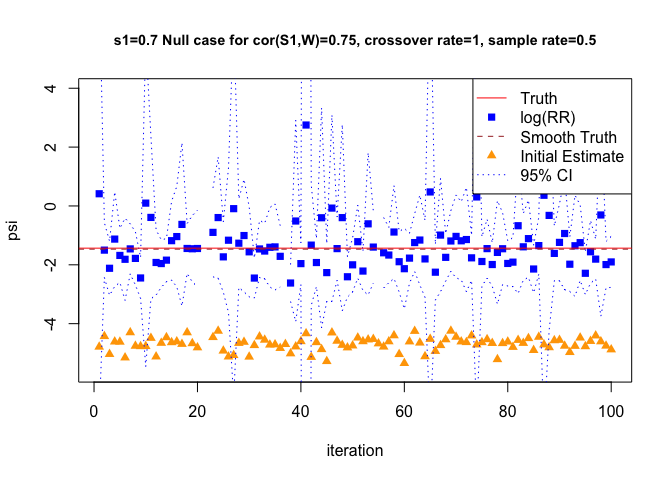 s1=0.7 Null case for cor(S1,W)=0.75, crossover rate=1, sample rate=0.5
Truth
log(RR)
Smooth Truth
Initial Estimate
95% CI
psi
4
2
0
-2
-4
0 20 40 60 80 100
iteration